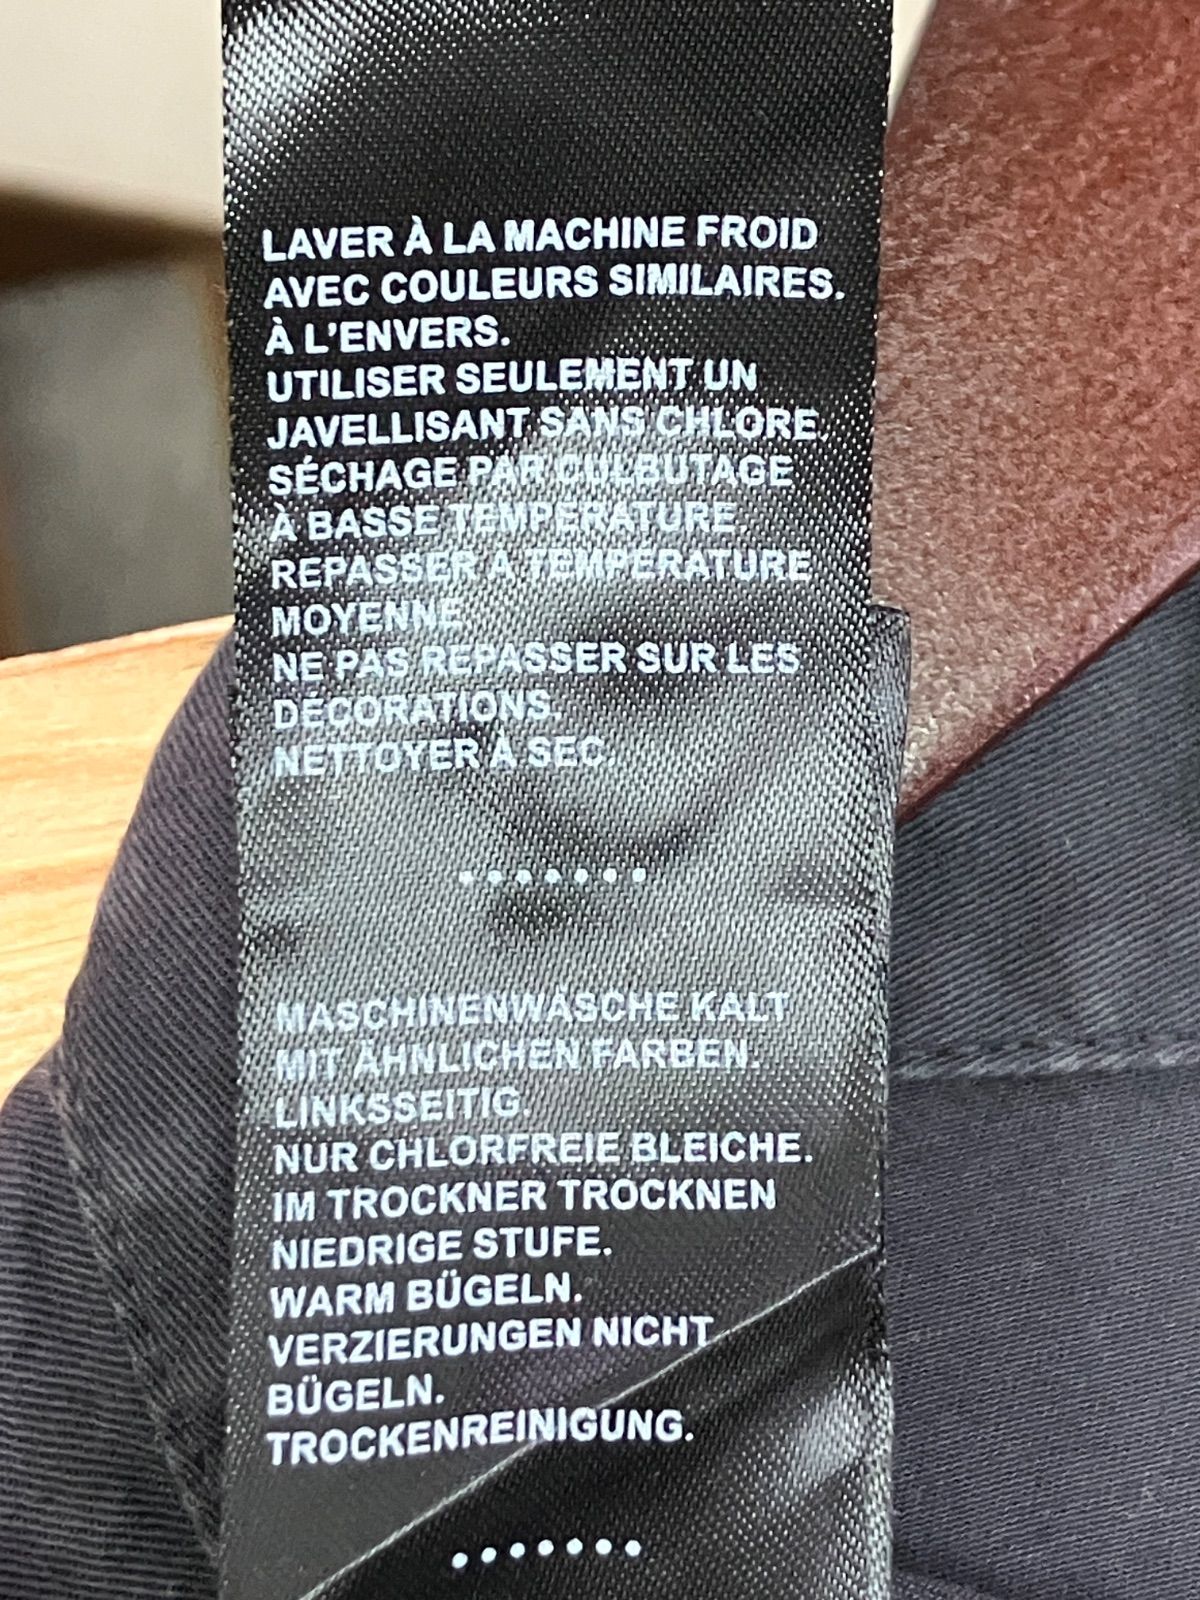 LAVER À LA MACHINE FROID
AVEC COULEURS SIMILAIRES.
À L'ENVERS.
UTILISER SEULEMENT UN
JAVELLISANT SANS CHLORE.
SÉCHAGE PAR CULBUTAGE
À BASSE TEMPÉRATURE.
REPASSER À TEMPÉRATURE
MOYENNE
NE PAS REPASSER SUR LES
DÉCORATIONS.
NETTOYER À SEC.
MASCHINENWÄSCHE KALT
MIT ÄHNLICHEN FARBEN.
LINKSSEITIG.
NUR CHLORFREIE BLEICHE.
IM TROCKNER TROCKNEN
NIEDRIGE STUFE.
WARM BÜGELN.
VERZIERUNGEN NICHT
BÜGELN.
TROCKENREINIGUNG.